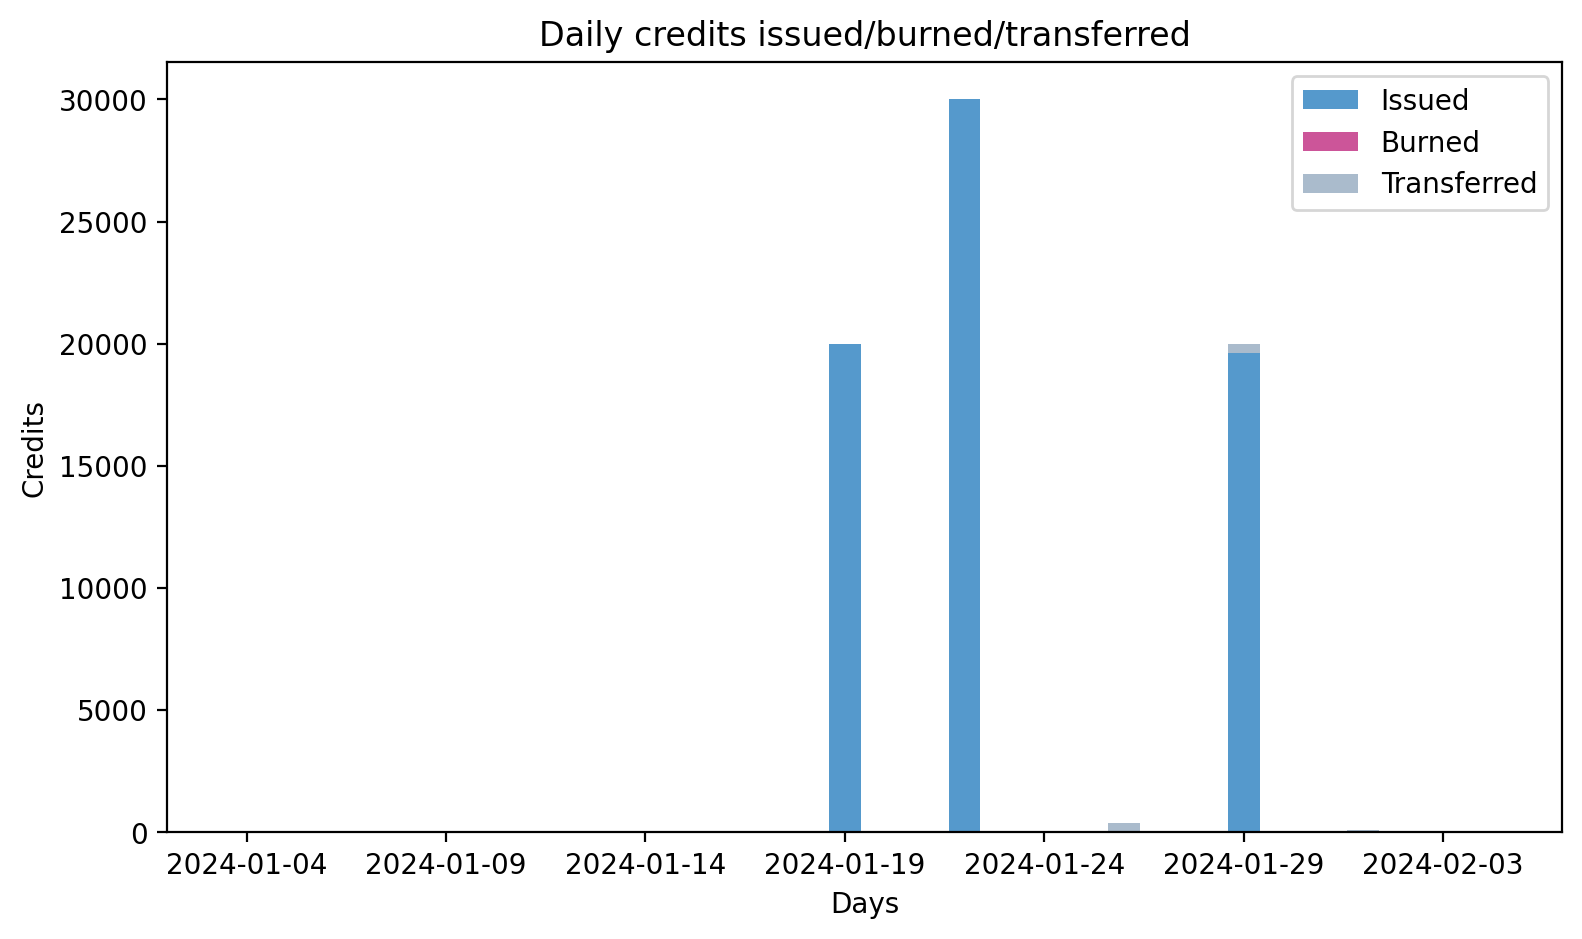 Daily credits issued/burned/transferred
Issued
Burned
Transferred
30000
25000
20000
15000
10000
5000
0
Credits
2024-01-04 2024-01-09 2024-01-14 2024-01-19 2024-01-24 2024-01-29 2024-02-03
Days